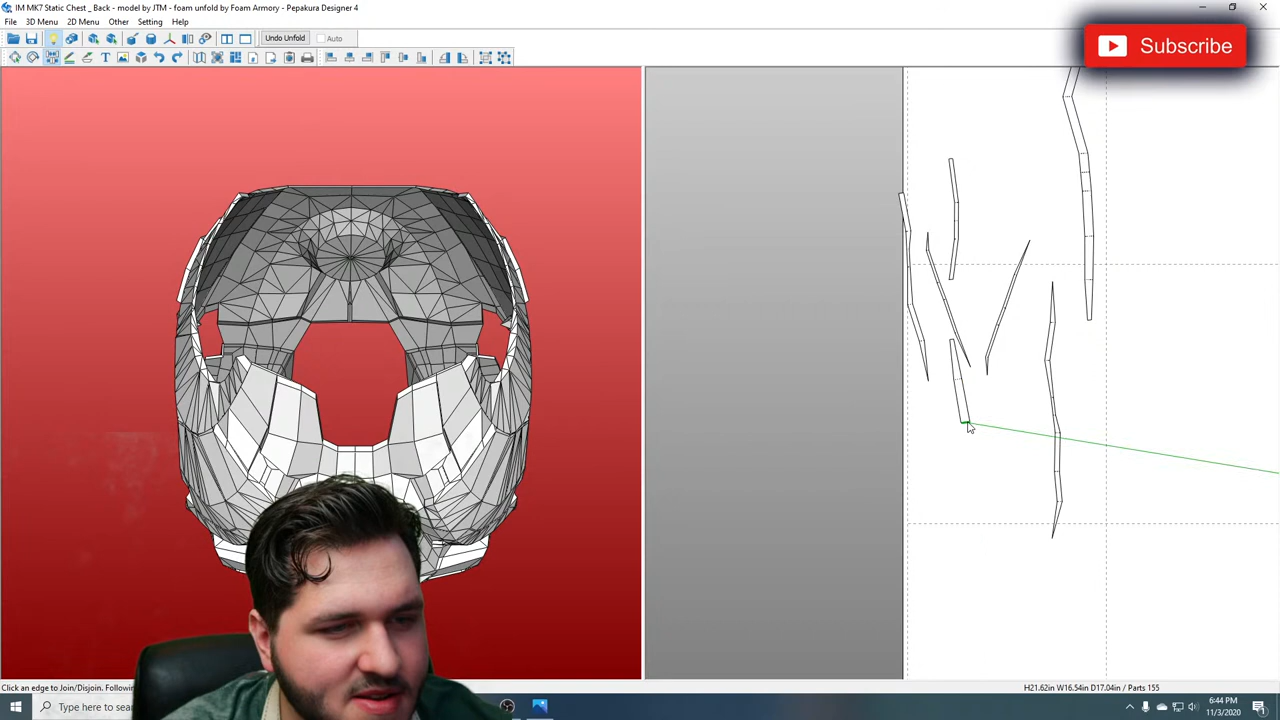 IM MK7 Static Chest _ Back - model by JTM - foam unfold by Foam Armory - Pepakura Designer 4
File 3D Menu 2D Menu Other Setting Help
Undo Unfold
Auto
Subscribe
Click an edge to Join/Disjoin. Followin
H21.62in W16.54in D17.04in / Parts 155
Type here to sear
6:44 PM
11/3/2020